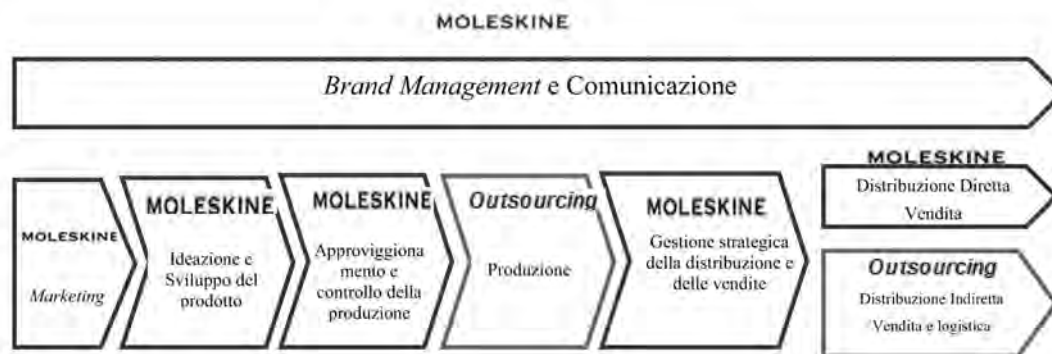 MOLESKINE
Brand Management e Comunicazione
MOLESKINE
Marketing
MOLESKINE
Ideazione e
Sviluppo del
prodotto
MOLESKINE
Approviggiona
mento e
controllo della
produzione
Outsourcing
Produzione
MOLESKINE
Gestione strategica
della distribuzione e
delle vendite
MOLESKINE
Distribuzione Diretta
Vendita
Outsourcing
Distribuzione Indiretta
Vendita e logistica